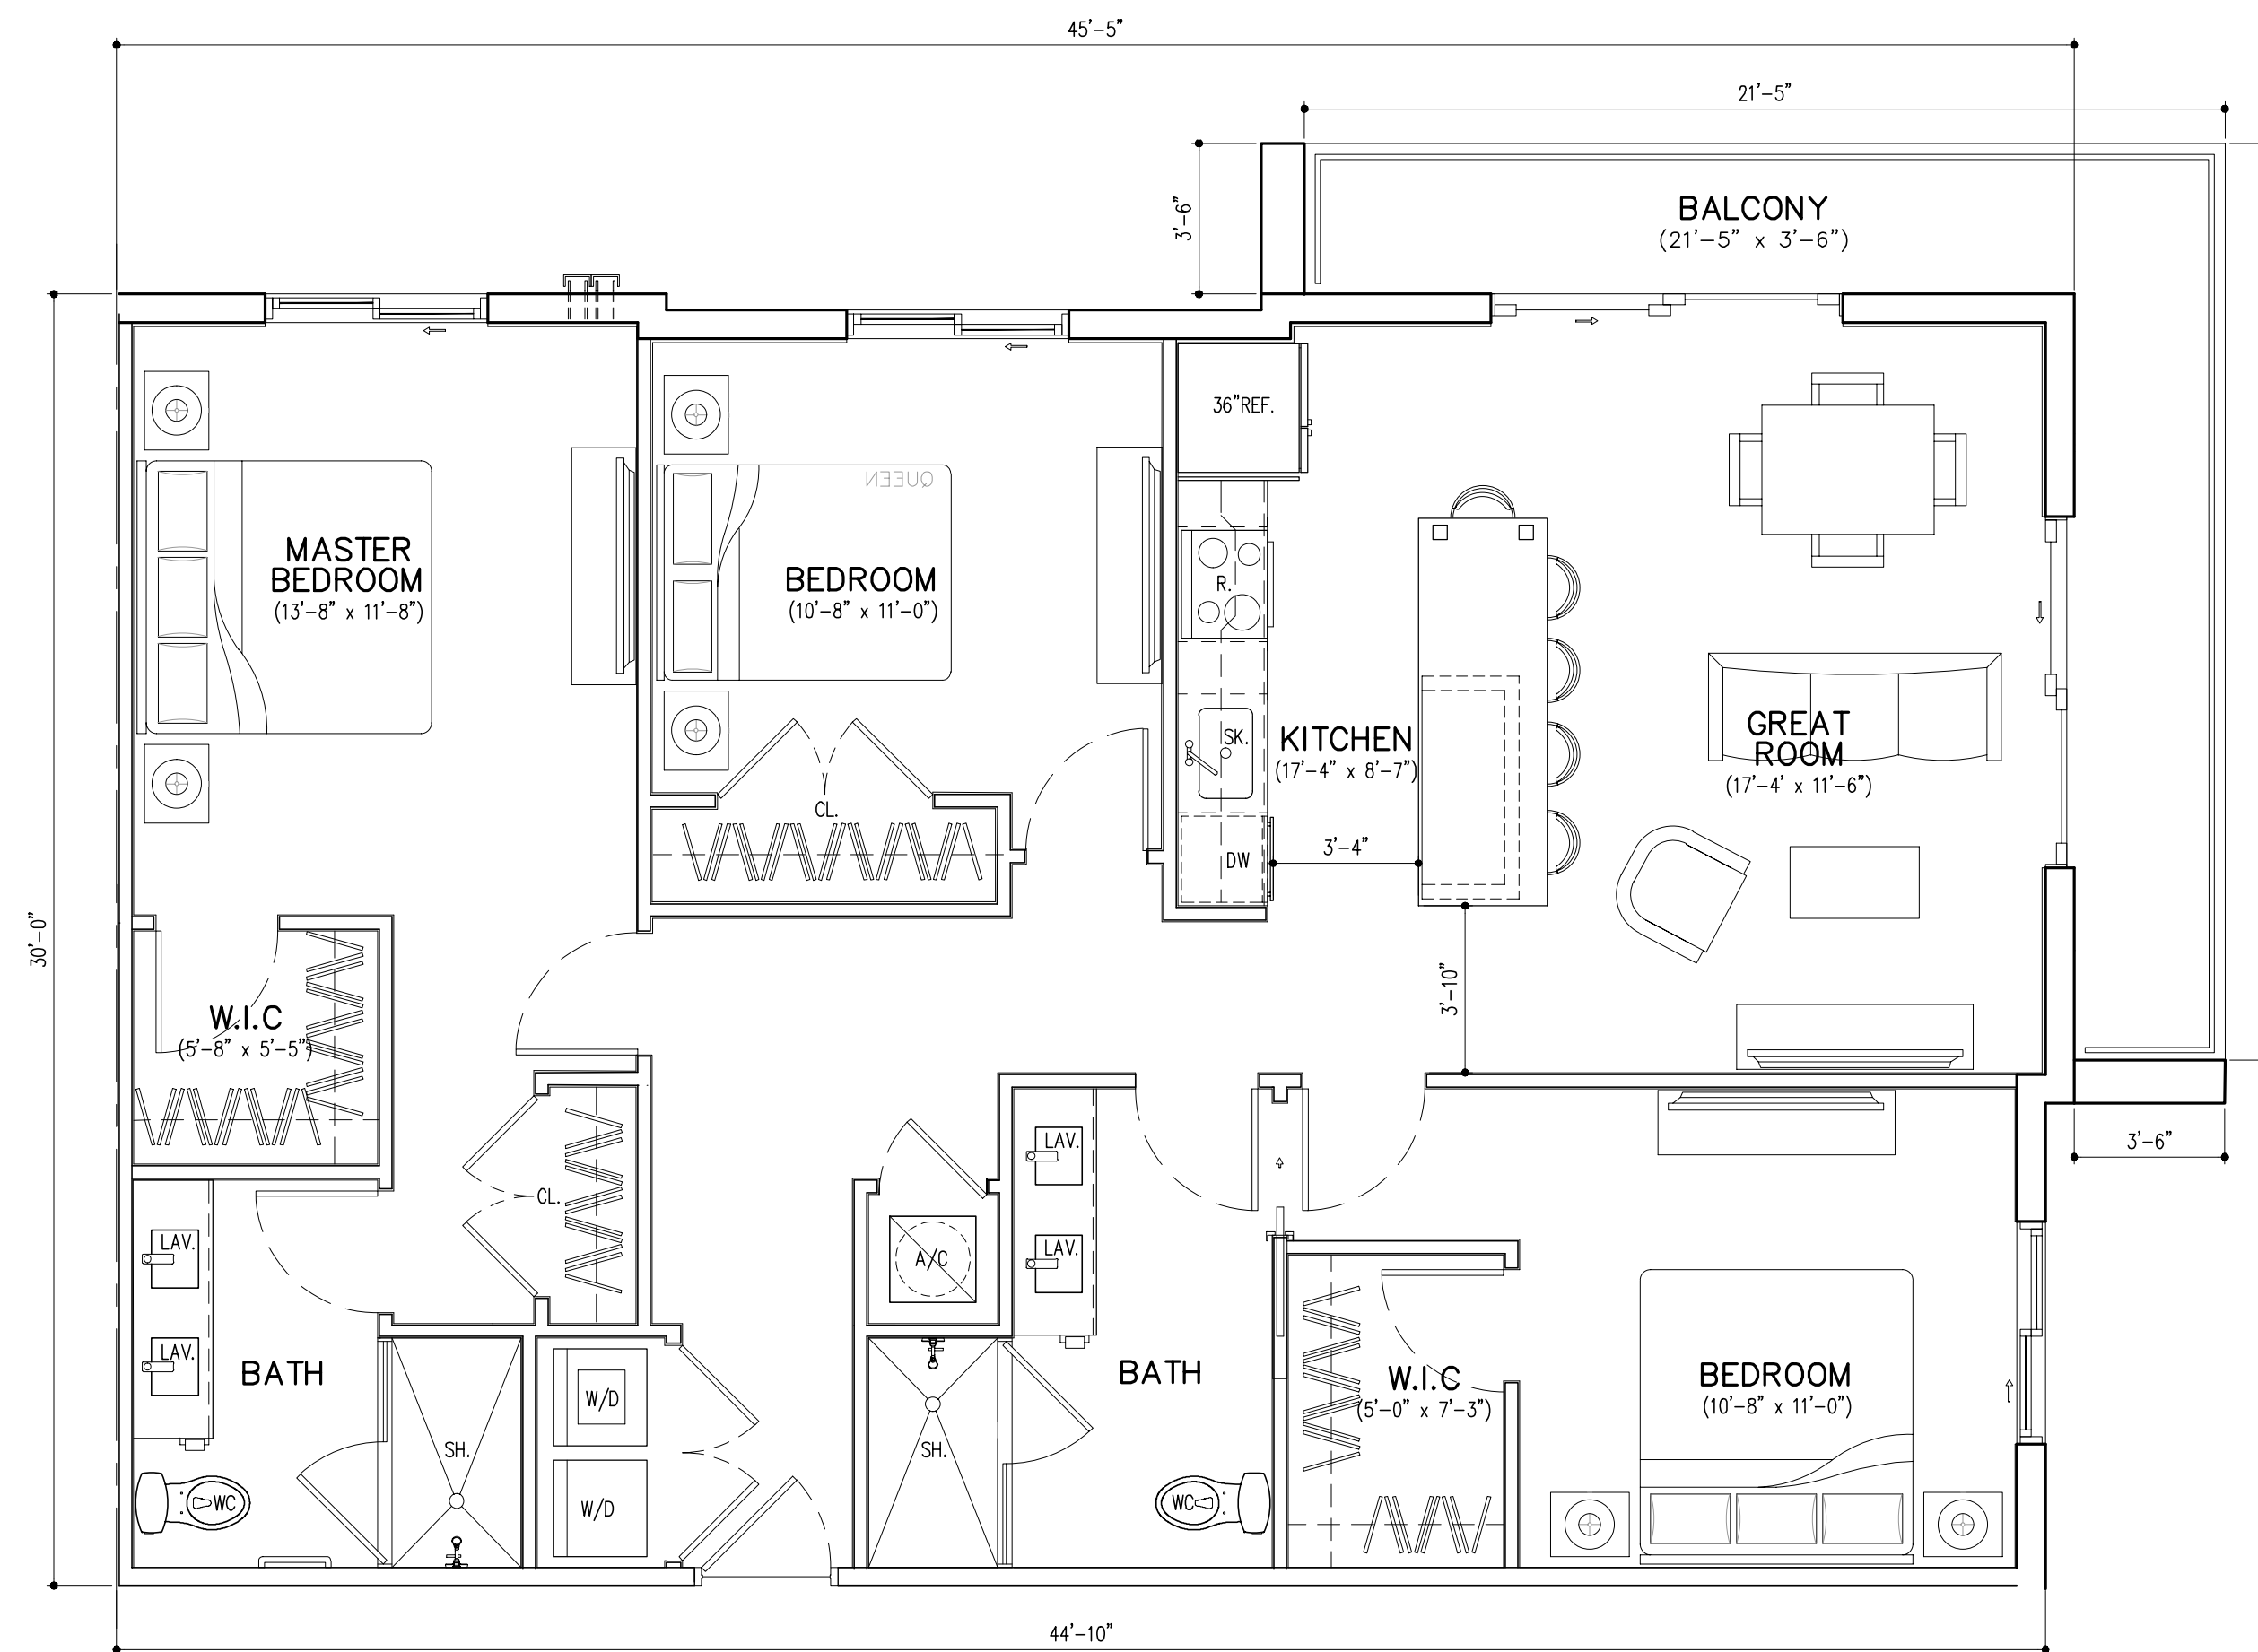 45'-5"
21'-5"
3'-6"
BALCONY
(21'-5" x 3'-6")
36"REF.
QUEEN
MASTER
BEDROOM
(13'-8" x 11'-8")
BEDROOM
(10'-8" x 11'-0")
R.
SK.
KITCHEN
(17'-4" x 8'-7")
GREAT
ROOM
(17'-4' x 11'-6")
CL.
DW
3'-4"
30'-0"
3'-10"
W.I.C
(5'-8" x 5'-5")
3'-6"
LAV.
CL.
LAV.
LAV.
A/C
LAV.
BATH
W/D
BATH
W.I.C
(5'-0" x 7'-3")
BEDROOM
(10'-8" x 11'-0")
SH.
SH.
WC
W/D
WC
44'-10"